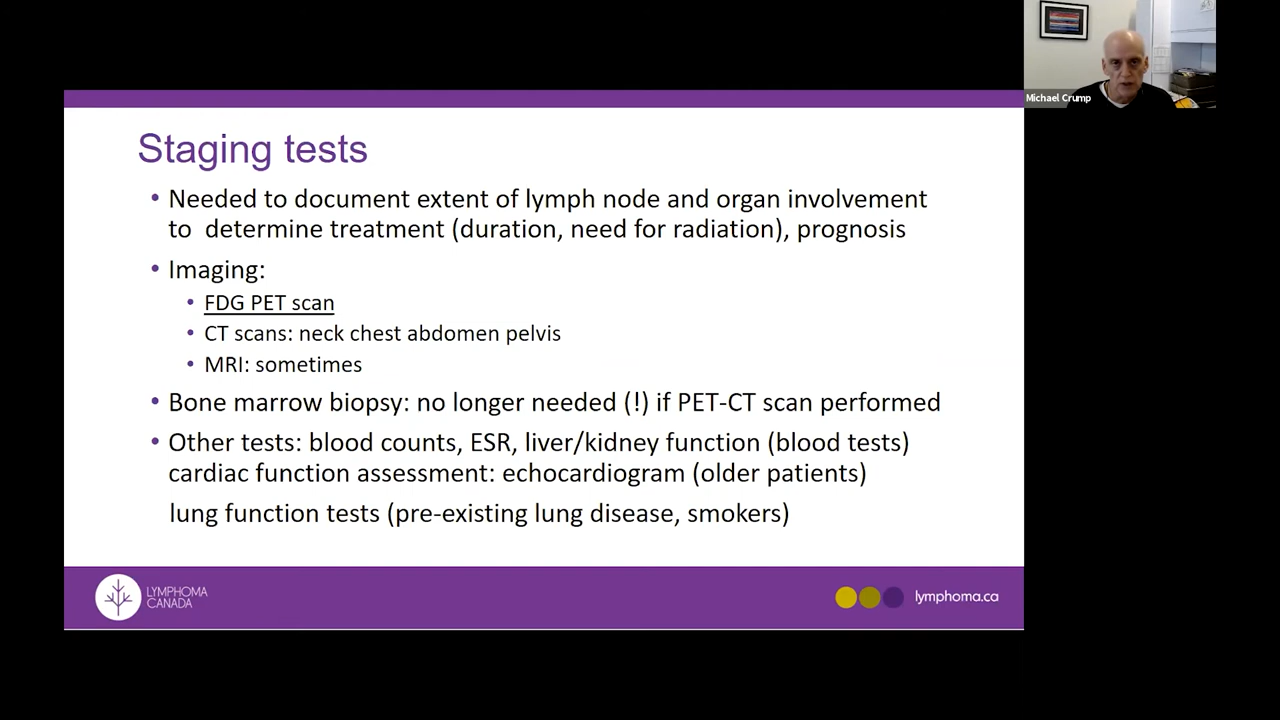 Michael Crump
Staging tests
• Needed to document extent of lymph node and organ involvement
to determine treatment (duration, need for radiation), prognosis
• Imaging:
• FDG PET scan
• CT scans: neck chest abdomen pelvis
• MRI: sometimes
• Bone marrow biopsy: no longer needed (!) if PET-CT scan performed
• Other tests: blood counts, ESR, liver/kidney function (blood tests)
cardiac function assessment: echocardiogram (older patients)
lung function tests (pre-existing lung disease, smokers)
LYMPHOMA
CANADA
lymphoma.ca